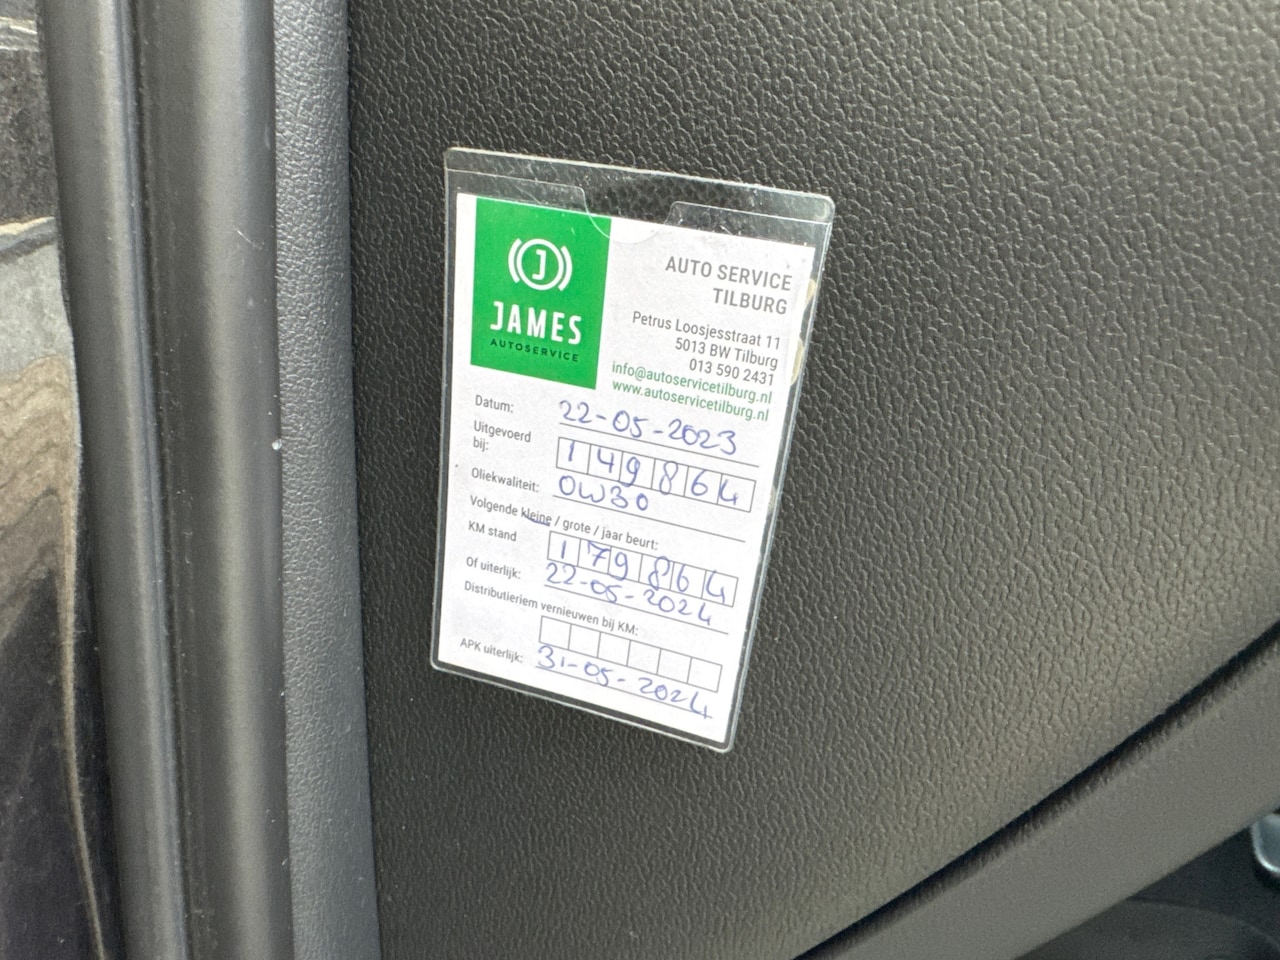 J
JAMES
AUTOSERVICE
AUTO SERVICE
TILBURG
Petrus Loosjesstraat 11
5013 BW Tilburg
013 590 2431
info@autoservicetilburg.nl
www.autoservicetilburg.nl
Datum: 22-05-2023
Uitgevoerd
bij: 149864
Oliekwaliteit: 0W30
Volgende kleine / grote / jaar beurt:
KM stand 179864
Of uiterlijk: 22-05-2024
Distributieriem vernieuwen bij KM:
APK uiterlijk: 31-05-2024